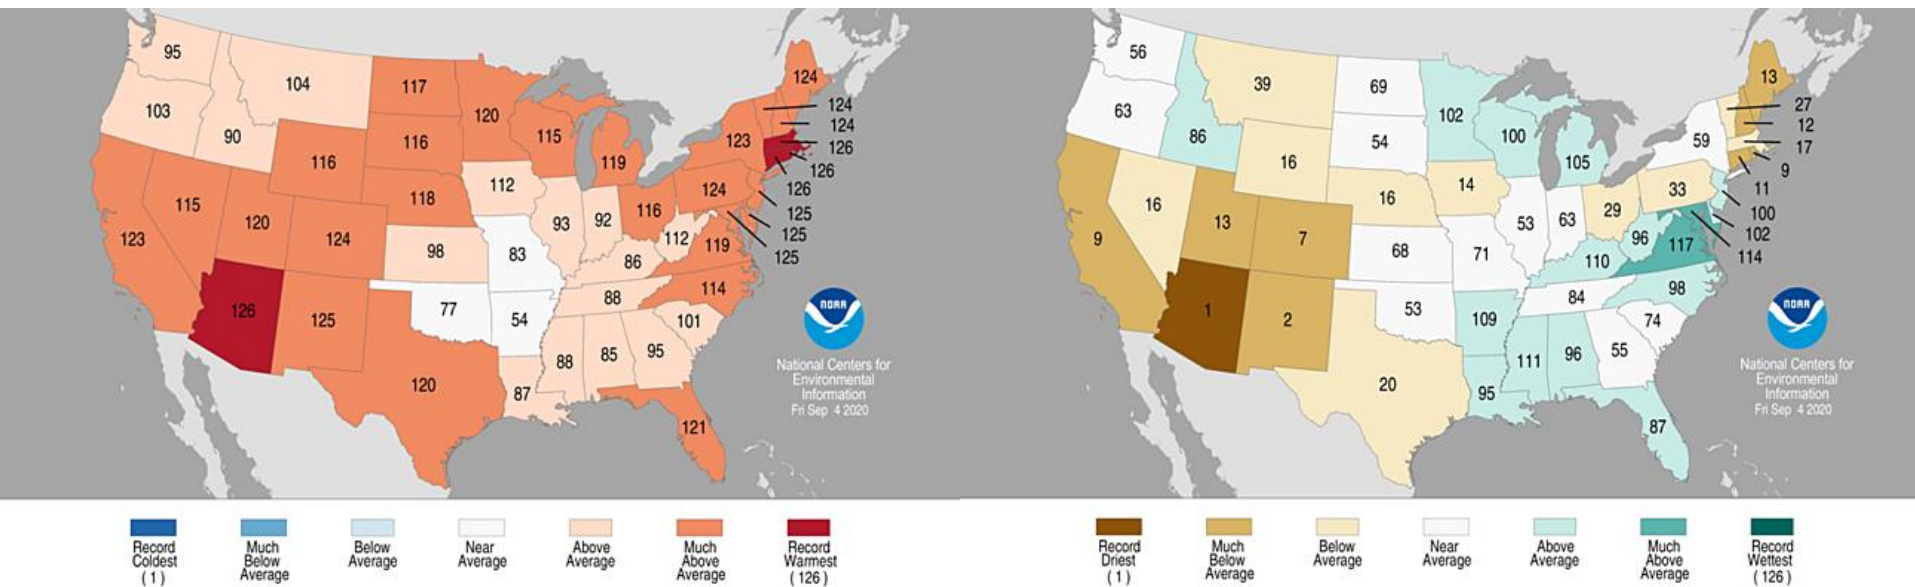 95
104
103
90
117
116
116
118
120
115
119
112
93
92
116
123
124
124
124
124
126
126
126
125
125
125
123
115
120
124
98
83
86
112
119
126
125
77
54
88
114
101
88
85
95
120
87
121
NOAA
National Centers for
Environmental
Information
Fri Sep 4 2020
Record
Coldest
(1)
Much
Below
Average
Below
Average
Near
Average
Above
Average
Much
Above
Average
Record
Warmest
(126)
56
39
63
86
69
54
16
16
102
100
105
14
53
63
29
59
33
13
27
12
17
9
11
100
102
114
9
16
13
7
68
71
110
96
117
1
2
53
109
84
98
74
111
96
55
20
95
87
NOAA
National Centers for
Environmental
Information
Fri Sep 4 2020
Record
Driest
(1)
Much
Below
Average
Below
Average
Near
Average
Above
Average
Much
Above
Average
Record
Wettest
(126)